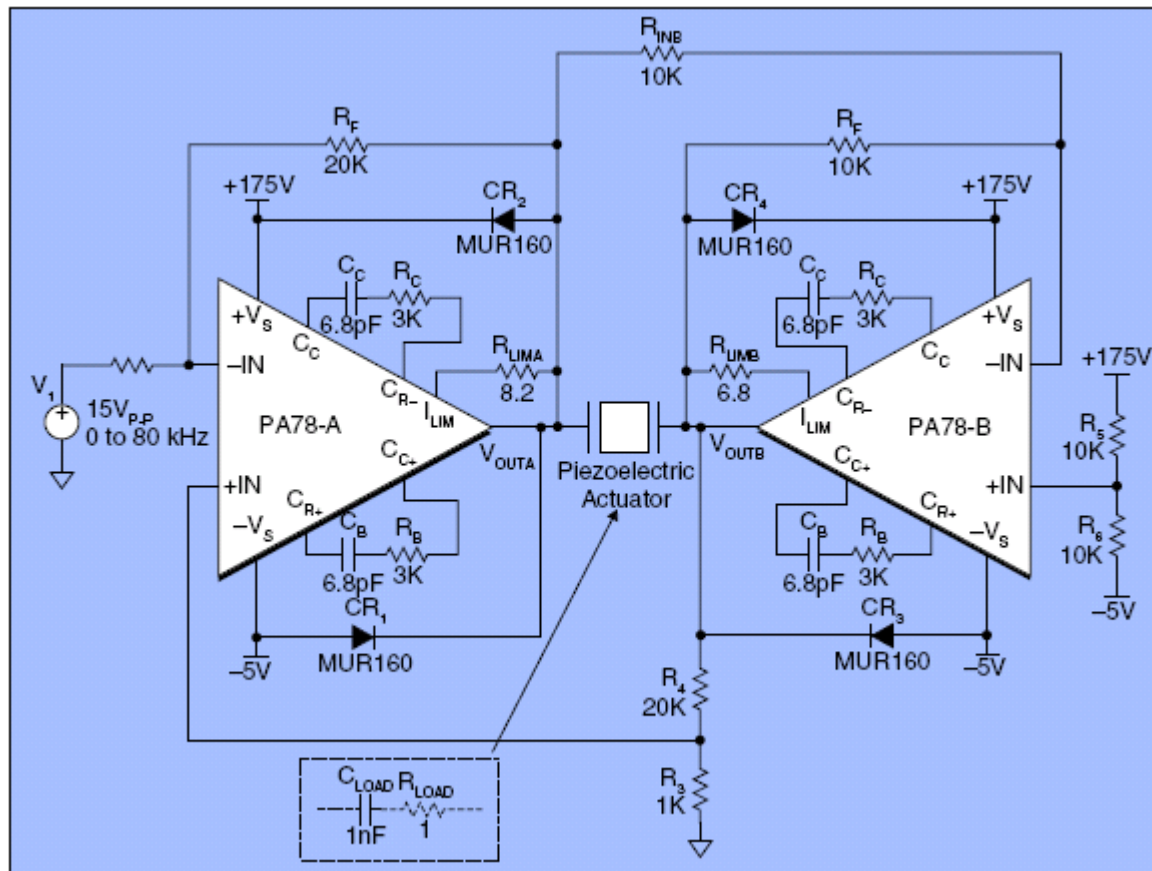 R_INB
10K
R_F
20K
R_F
10K
+175V
CR_2
MUR160
CR_4
MUR160
+175V
C_C
6.8pF
R_C
3K
C_C
6.8pF
R_C
3K
+V_S
C_C
–IN
C_R–
R_LIMA
8.2
I_LIM
R_LIMB
6.8
I_LIM
C_R–
C_C
+V_S
–IN
+175V
V_1
15V_P-P
0 to 80 kHz
PA78-A
V_OUTA
Piezoelectric
Actuator
V_OUTB
PA78-B
R_5
10K
+IN
–V_S
C_R+
C_C+
C_C+
C_R+
+IN
–V_S
R_6
10K
–5V
C_B
6.8pF
R_B
3K
C_B
6.8pF
R_B
3K
CR_1
MUR160
–5V
CR_3
MUR160
–5V
R_4
20K
C_LOAD
1nF
R_LOAD
1
R_3
1K